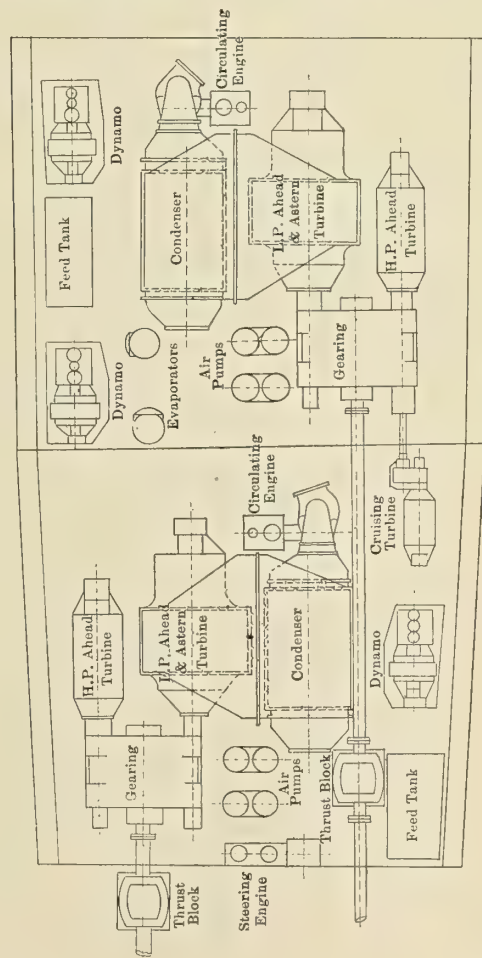 Dynamo
Feed Tank
Dynamo
Circulating
Engine
Condenser
Evaporators
L.P. Ahead
& Astern
Turbine
Air
Pumps
H.P. Ahead
Turbine
Gearing
Cruising
Turbine
H.P. Ahead
Turbine
L.P. Ahead
& Astern
Turbine
Circulating
Engine
Condenser
Gearing
Air
Pumps
Dynamo
Thrust Block
Feed Tank
Steering
Engine
Thrust
Block